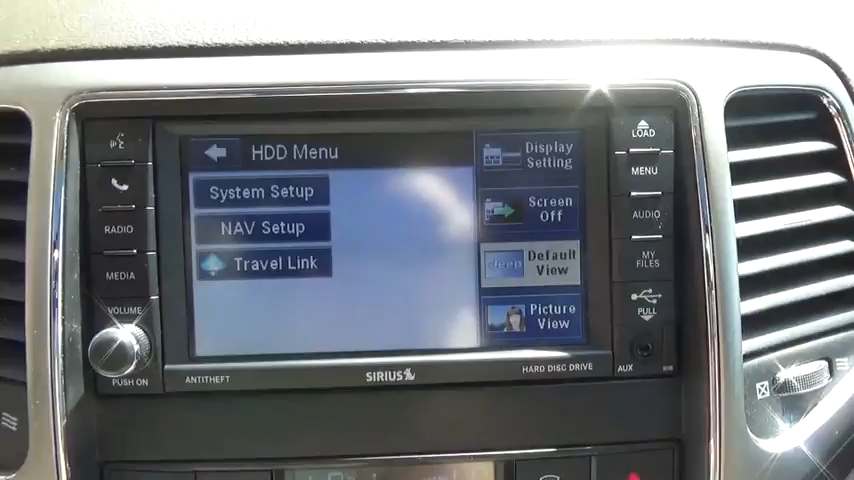 HDD Menu
System Setup
NAV Setup
Travel Link
Display
Setting
Screen
Off
Jeep
Default
View
Picture
View
RADIO
MEDIA
VOLUME
PUSH ON
LOAD
MENU
AUDIO
MY
FILES
PULL
AUX
ANTITHEFT
SIRIUS
HARD DISC DRIVE